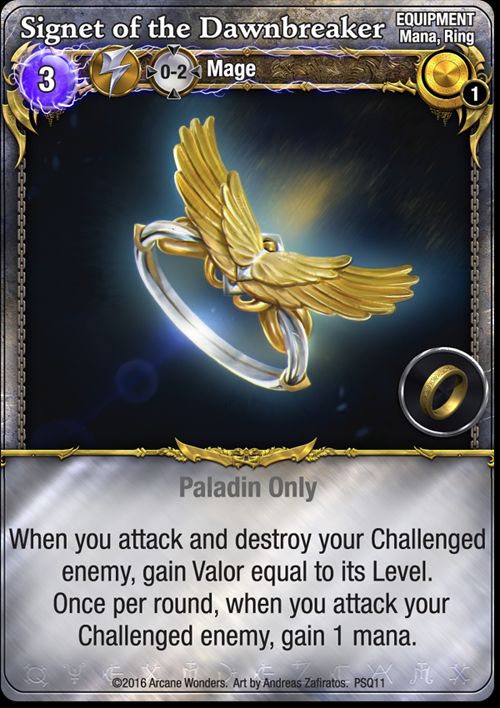 Signet of the Dawnbreaker
EQUIPMENT
Mana, Ring
3
0-2
Mage
1
Paladin Only
When you attack and destroy your Challenged
enemy, gain Valor equal to its Level.
Once per round, when you attack your
Challenged enemy, gain 1 mana.
©2016 Arcane Wonders. Art by Andreas Zafiratos. PSQ11